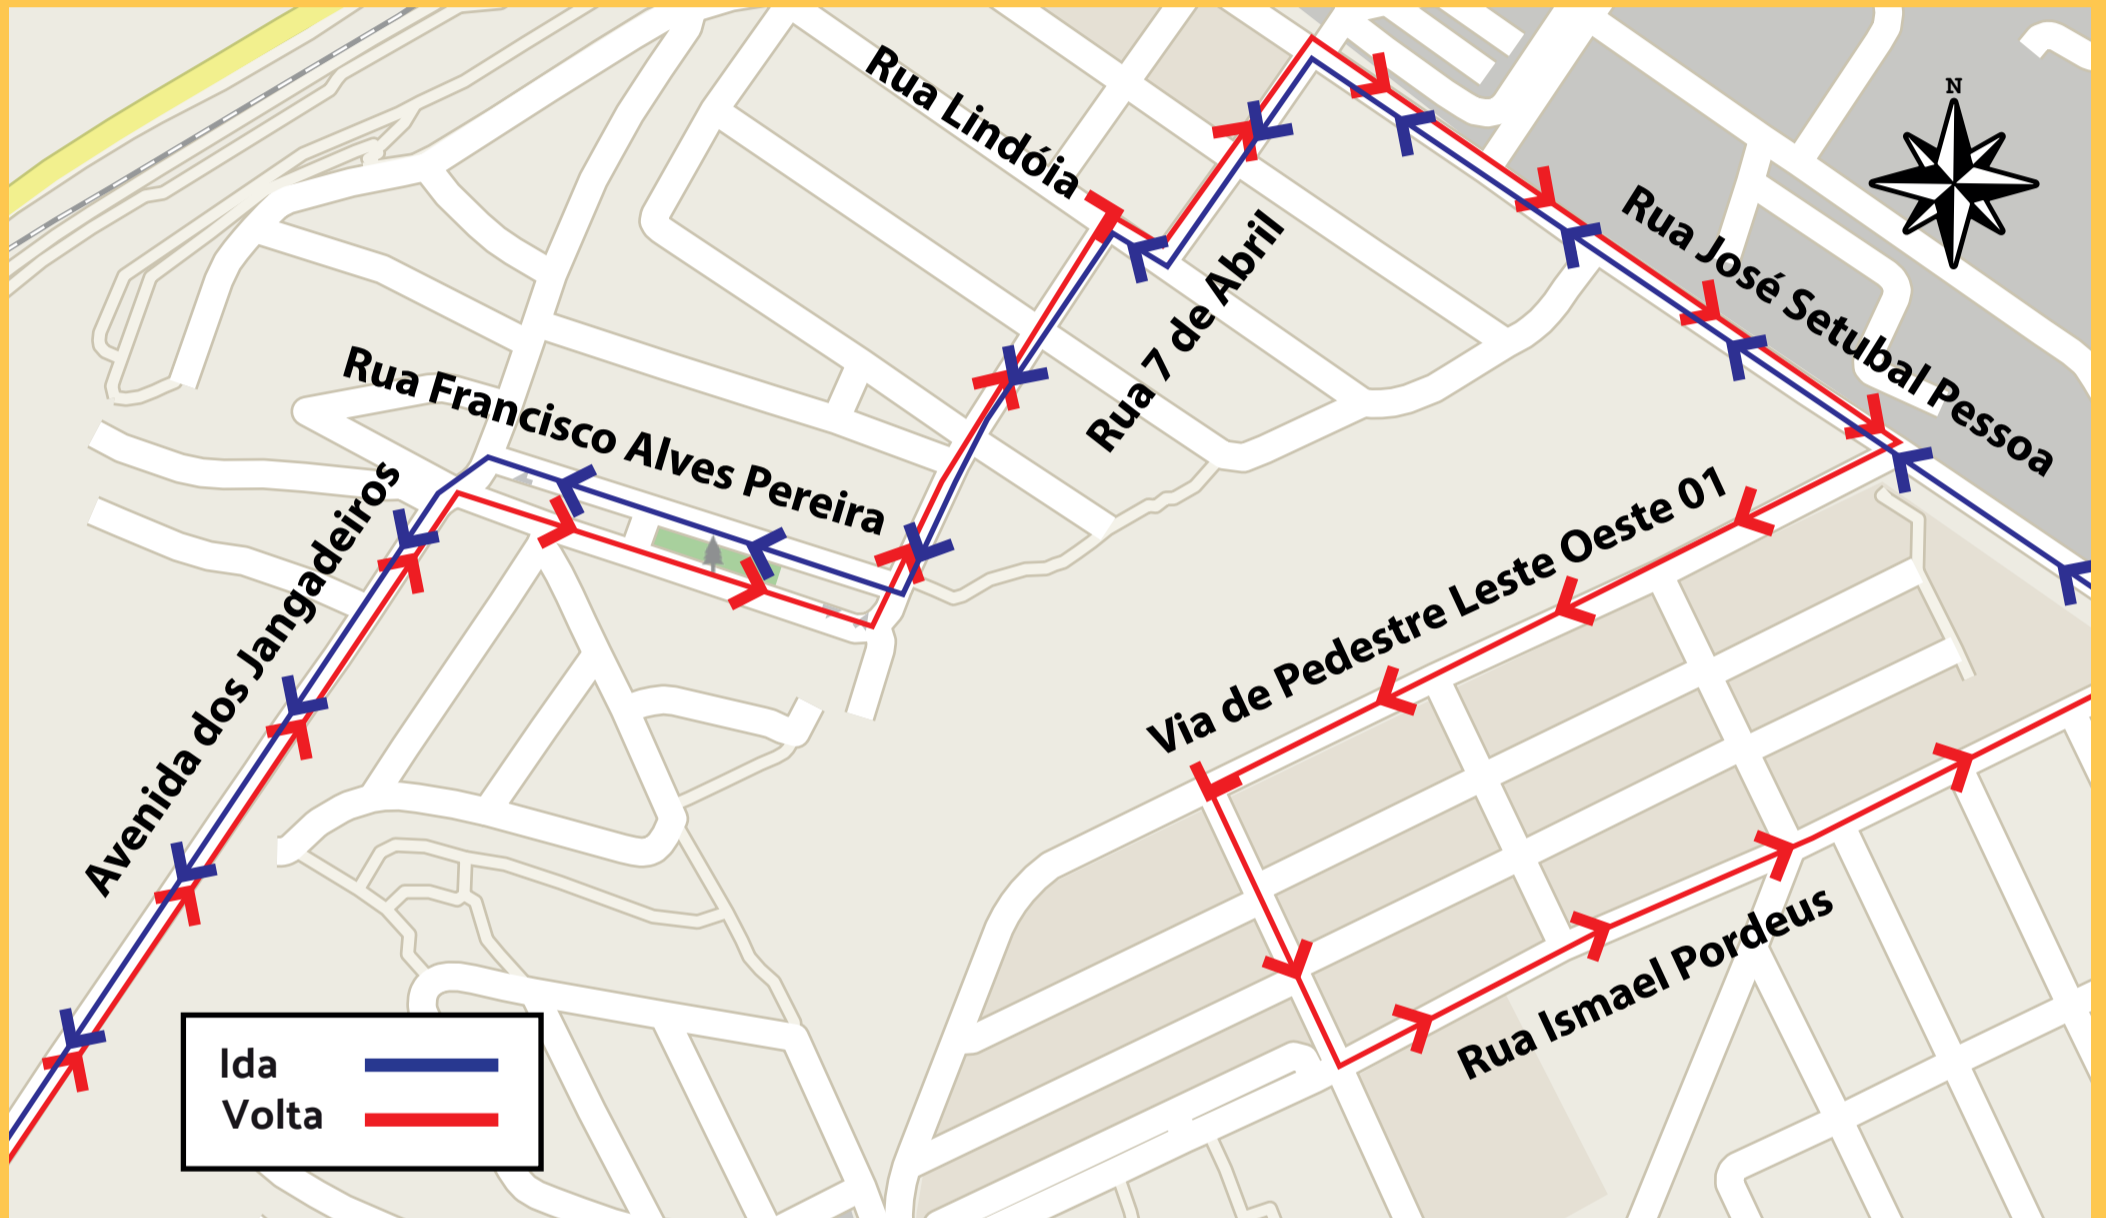 N
Rua Lindóia
Rua José Setubal Pessoa
Rua 7 de Abril
Rua Francisco Alves Pereira
Avenida dos Jangadeiros
Via de Pedestre Leste Oeste 01
Rua Ismael Pordeus
Ida
Volta